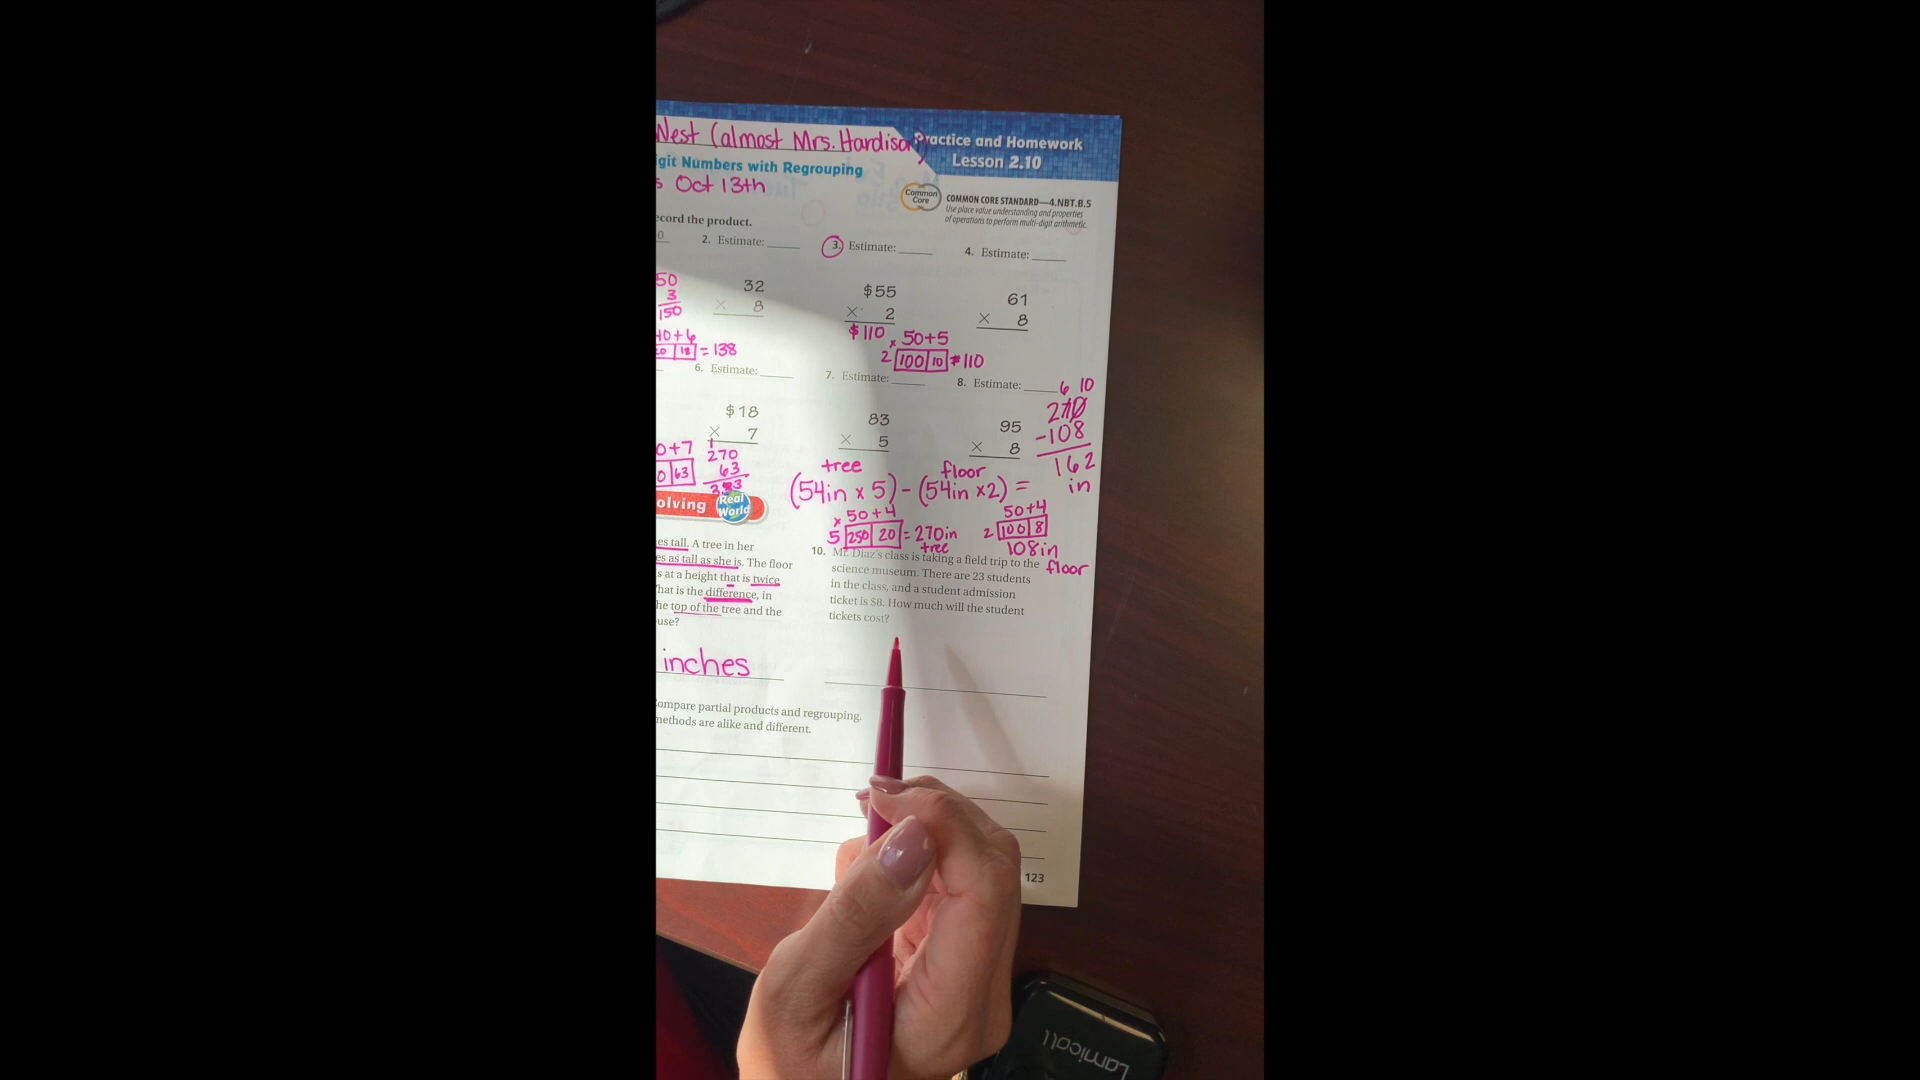 West (almost Mrs. Hardison)
Practice and Homework
Lesson 2.10
git Numbers with Regrouping
s Oct 13th
Common Core
COMMON CORE STANDARD—4.NBT.B.5
Use place value understanding and properties
of operations to perform multi-digit arithmetic.
ecord the product.
0
2. Estimate:
3. Estimate:
4. Estimate:
50
3
150
40+6
18 = 138
32
× 8
$55
× 2
$110
× 50+5
2 100 10 = 110
61
× 8
6. Estimate:
7. Estimate:
8. Estimate:
$18
× 7
83
× 5
95
× 8
6 10
270
-108
162
in
0+7
0 63
1
270
63
333
tree
floor
(54in x 5) - (54in x2) =
× 50+4
5 250 20 = 270in
tree
50+4
2 100 8
108in
floor
olving
Real World
es tall. A tree in her
es as tall as she is. The floor
s at a height that is twice
hat is the difference, in
he top of the tree and the
use?
inches
10. Mr. Diaz's class is taking a field trip to the
science museum. There are 23 students
in the class, and a student admission
ticket is $8. How much will the student
tickets cost?
ompare partial products and regrouping.
methods are alike and different.
123
Lamicall